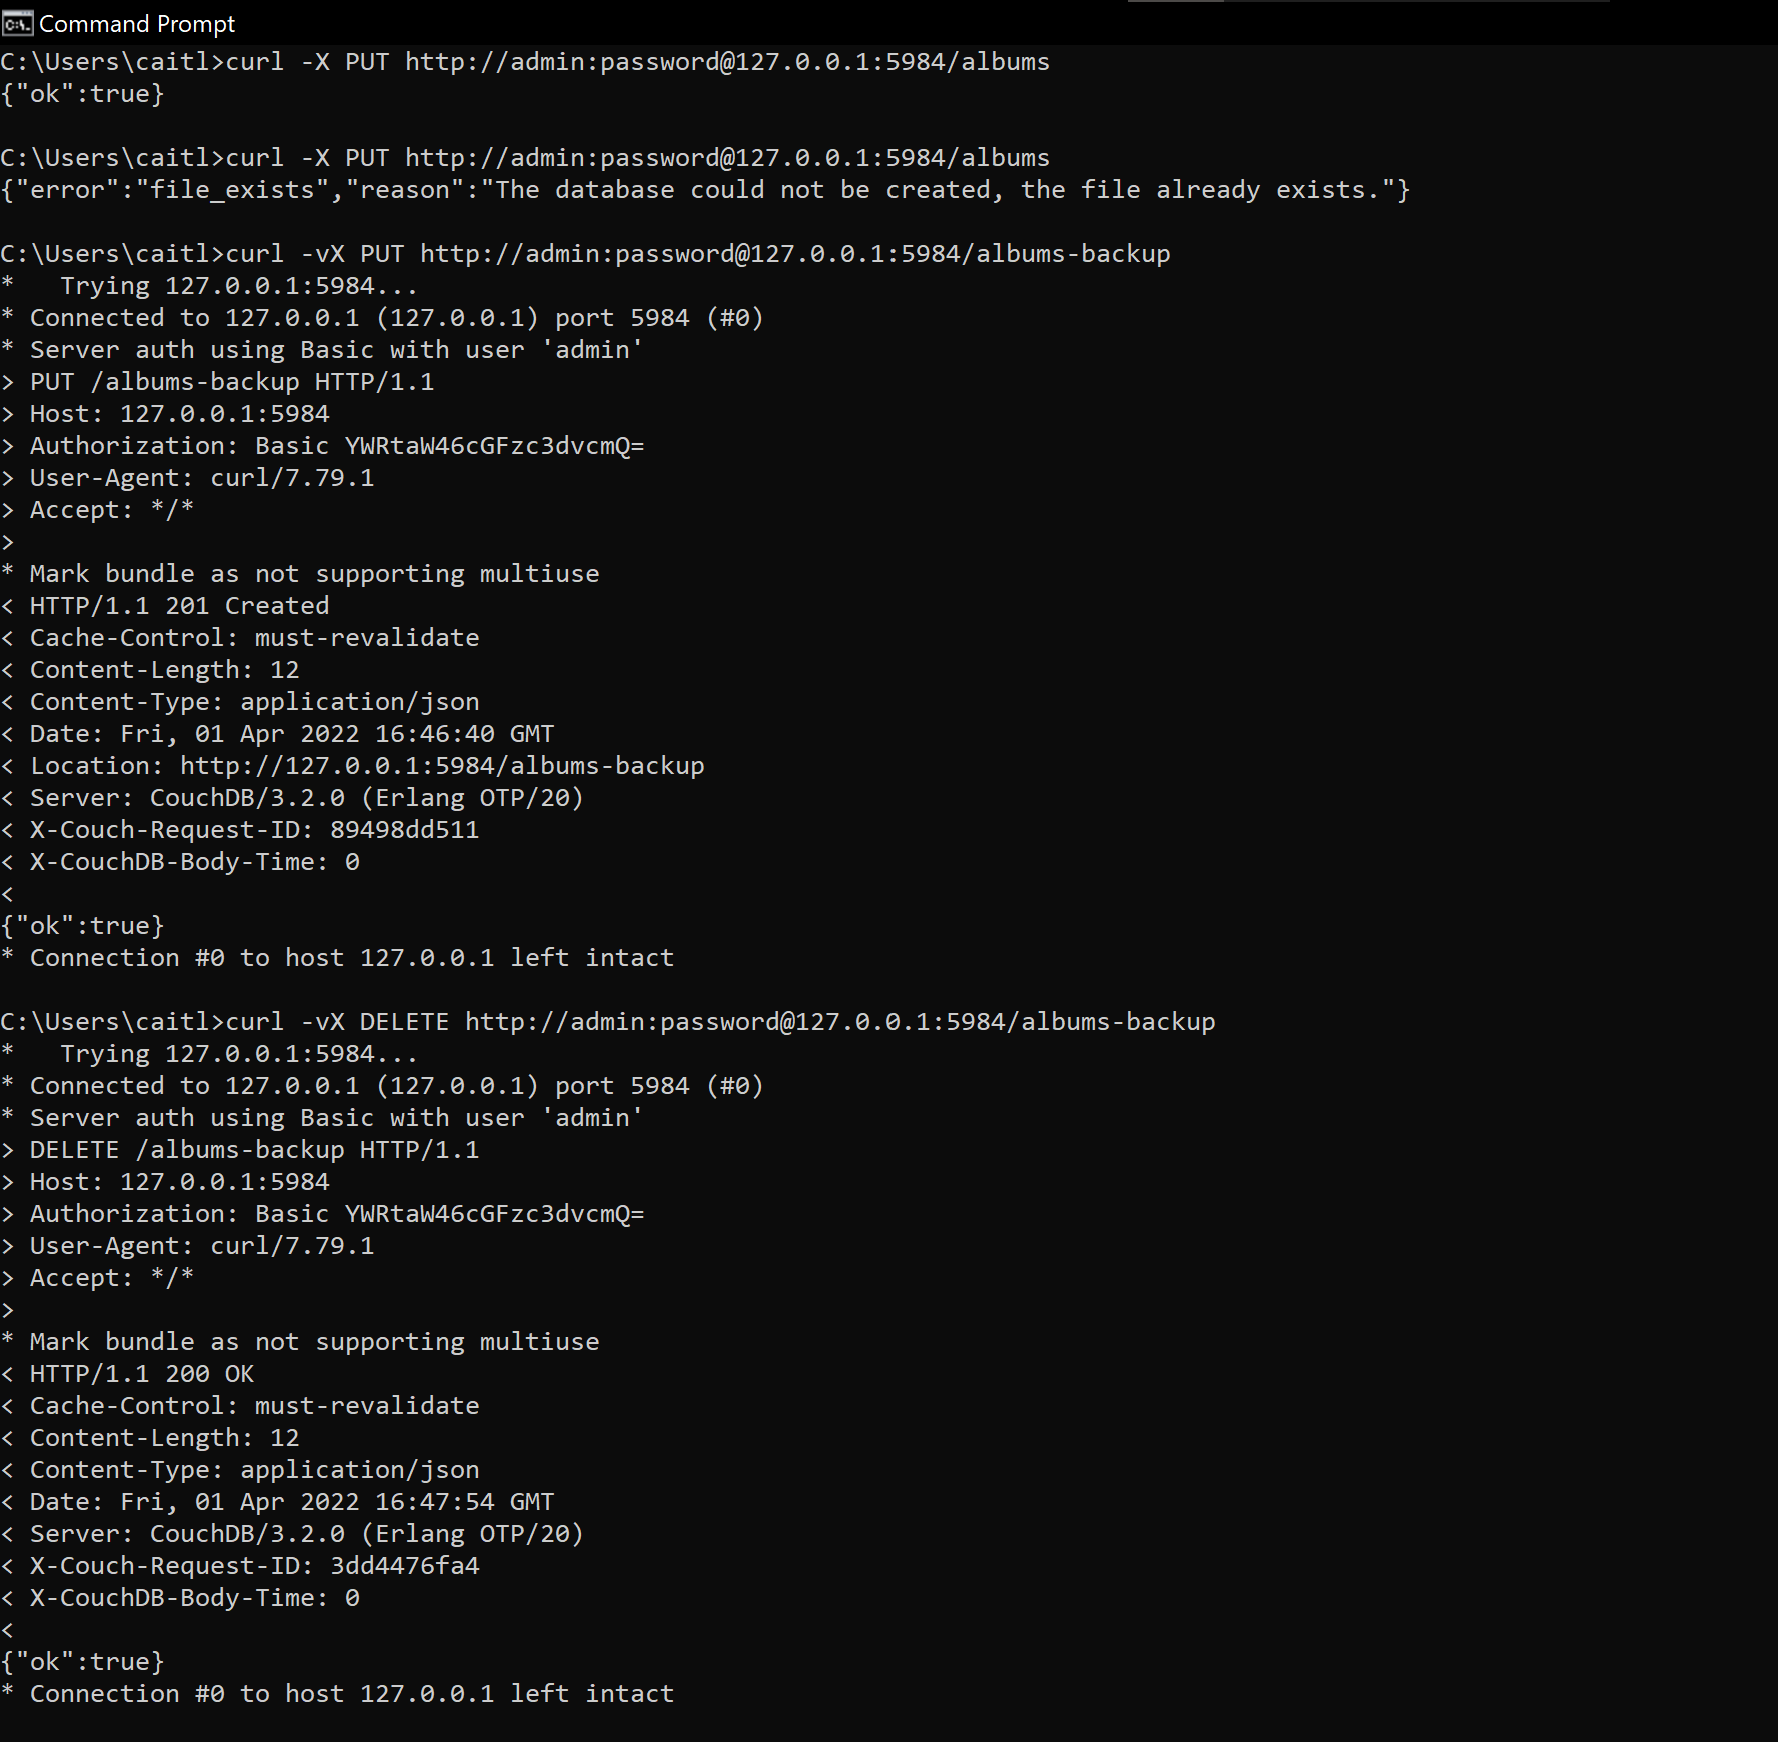 Command Prompt
C:\Users\caitl>curl -X PUT http://admin:password@127.0.0.1:5984/albums
{"ok":true}
C:\Users\caitl>curl -X PUT http://admin:password@127.0.0.1:5984/albums
{"error":"file_exists","reason":"The database could not be created, the file already exists."}
C:\Users\caitl>curl -vX PUT http://admin:password@127.0.0.1:5984/albums-backup
*   Trying 127.0.0.1:5984...
* Connected to 127.0.0.1 (127.0.0.1) port 5984 (#0)
* Server auth using Basic with user 'admin'
> PUT /albums-backup HTTP/1.1
> Host: 127.0.0.1:5984
> Authorization: Basic YWRtaW46cGFzc3dvcmQ=
> User-Agent: curl/7.79.1
> Accept: */*
>
* Mark bundle as not supporting multiuse
< HTTP/1.1 201 Created
< Cache-Control: must-revalidate
< Content-Length: 12
< Content-Type: application/json
< Date: Fri, 01 Apr 2022 16:46:40 GMT
< Location: http://127.0.0.1:5984/albums-backup
< Server: CouchDB/3.2.0 (Erlang OTP/20)
< X-Couch-Request-ID: 89498dd511
< X-CouchDB-Body-Time: 0
<
{"ok":true}
* Connection #0 to host 127.0.0.1 left intact
C:\Users\caitl>curl -vX DELETE http://admin:password@127.0.0.1:5984/albums-backup
*   Trying 127.0.0.1:5984...
* Connected to 127.0.0.1 (127.0.0.1) port 5984 (#0)
* Server auth using Basic with user 'admin'
> DELETE /albums-backup HTTP/1.1
> Host: 127.0.0.1:5984
> Authorization: Basic YWRtaW46cGFzc3dvcmQ=
> User-Agent: curl/7.79.1
> Accept: */*
>
* Mark bundle as not supporting multiuse
< HTTP/1.1 200 OK
< Cache-Control: must-revalidate
< Content-Length: 12
< Content-Type: application/json
< Date: Fri, 01 Apr 2022 16:47:54 GMT
< Server: CouchDB/3.2.0 (Erlang OTP/20)
< X-Couch-Request-ID: 3dd4476fa4
< X-CouchDB-Body-Time: 0
<
{"ok":true}
* Connection #0 to host 127.0.0.1 left intact